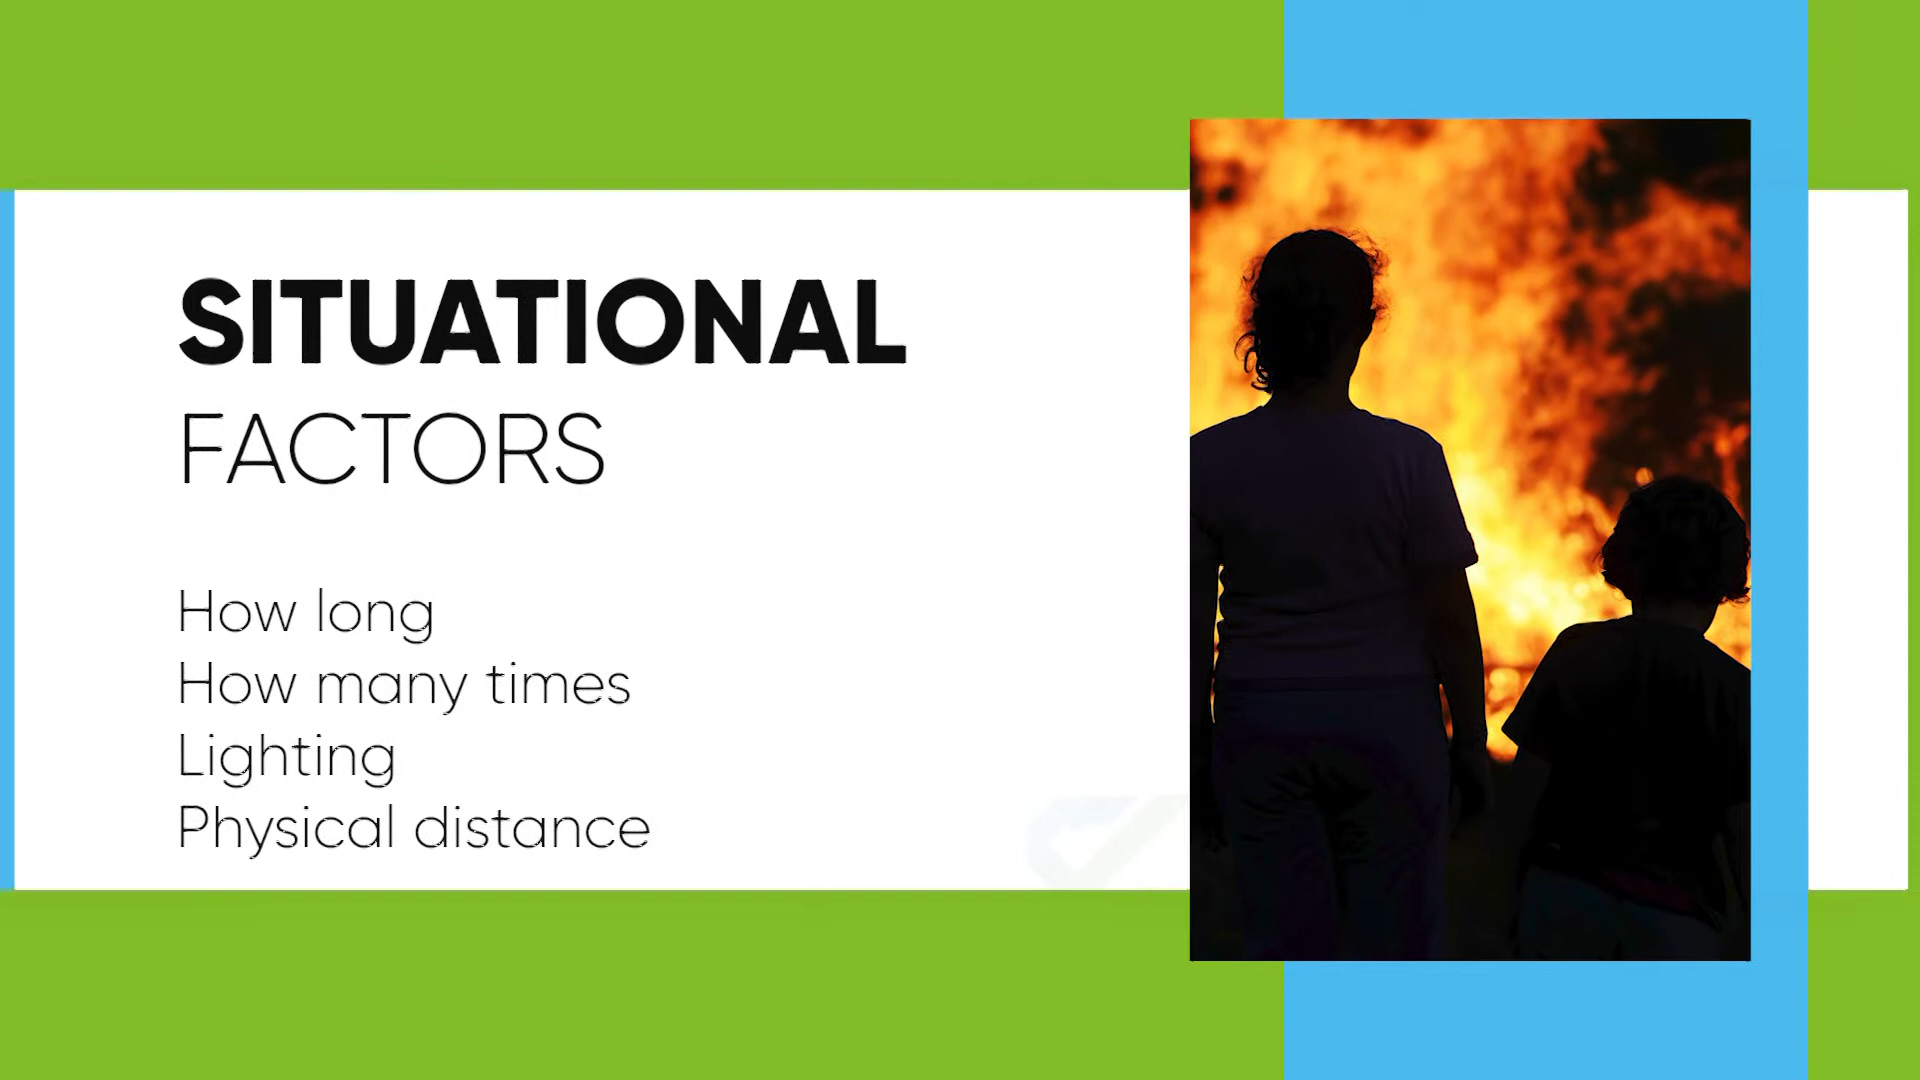 SITUATIONAL
FACTORS
How long
How many times
Lighting
Physical distance